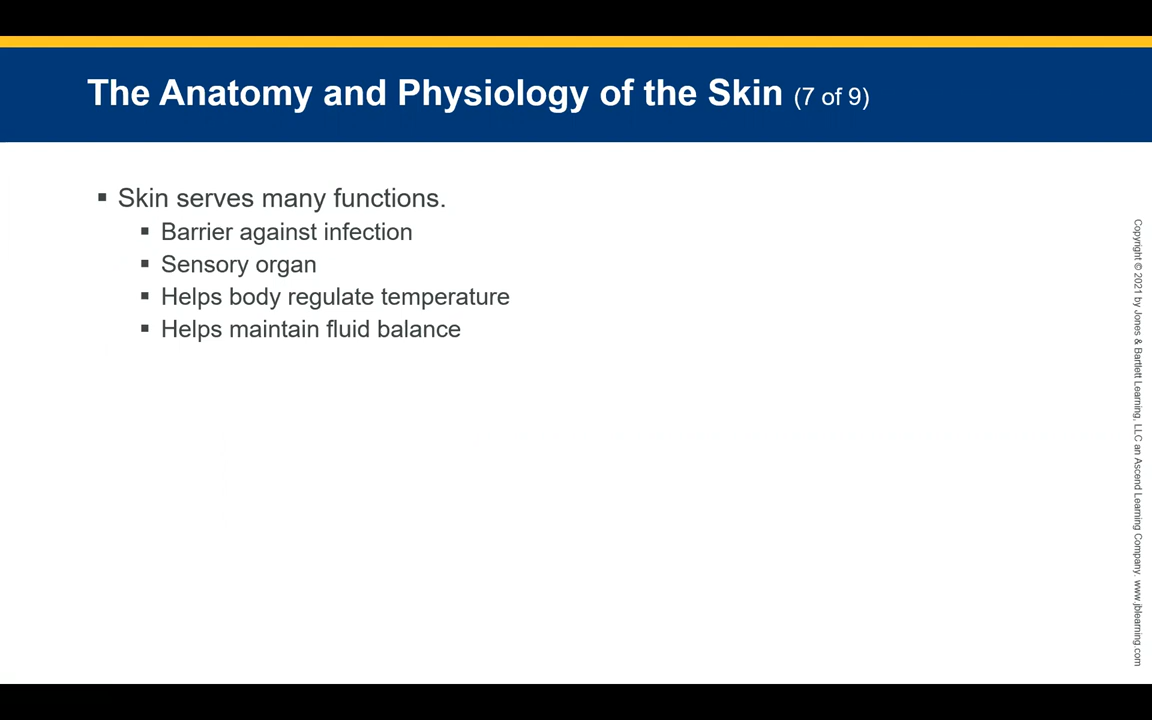 The Anatomy and Physiology of the Skin (7 of 9)
▪ Skin serves many functions.
▪ Barrier against infection
▪ Sensory organ
▪ Helps body regulate temperature
▪ Helps maintain fluid balance
Copyright © 2021 by Jones & Bartlett Learning, LLC an Ascend Learning Company. www.jblearning.com